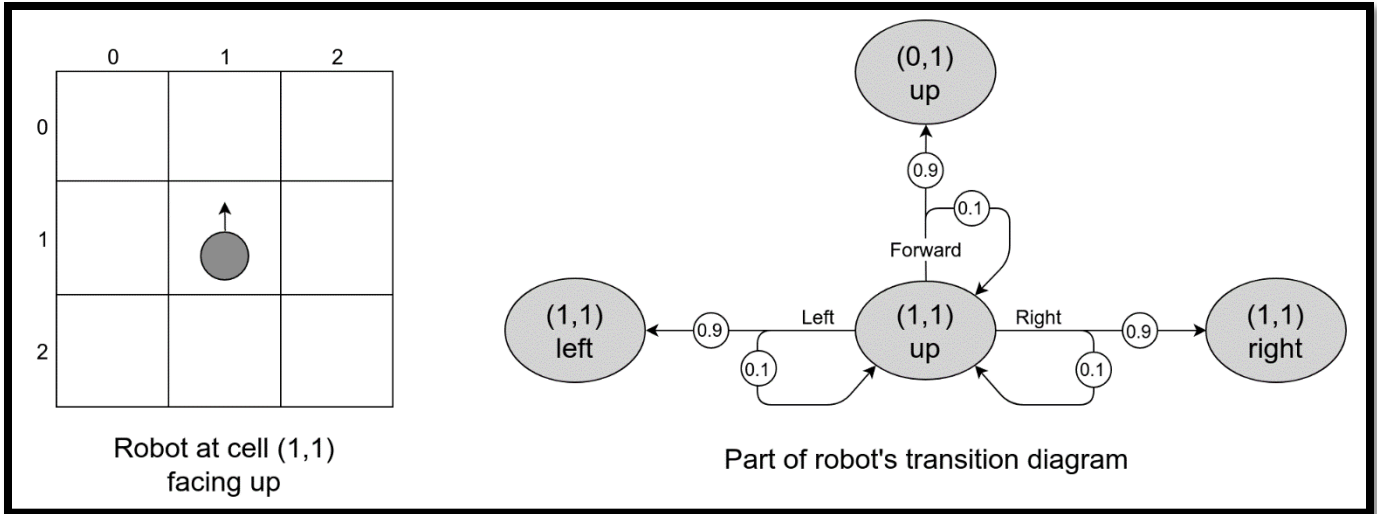 0 1 2
0
1
2
Robot at cell (1,1)
facing up
(0,1)
up
0.9
0.1
Forward
(1,1)
left
0.9
Left
0.1
(1,1)
up
Right
0.1
0.9
(1,1)
right
Part of robot's transition diagram